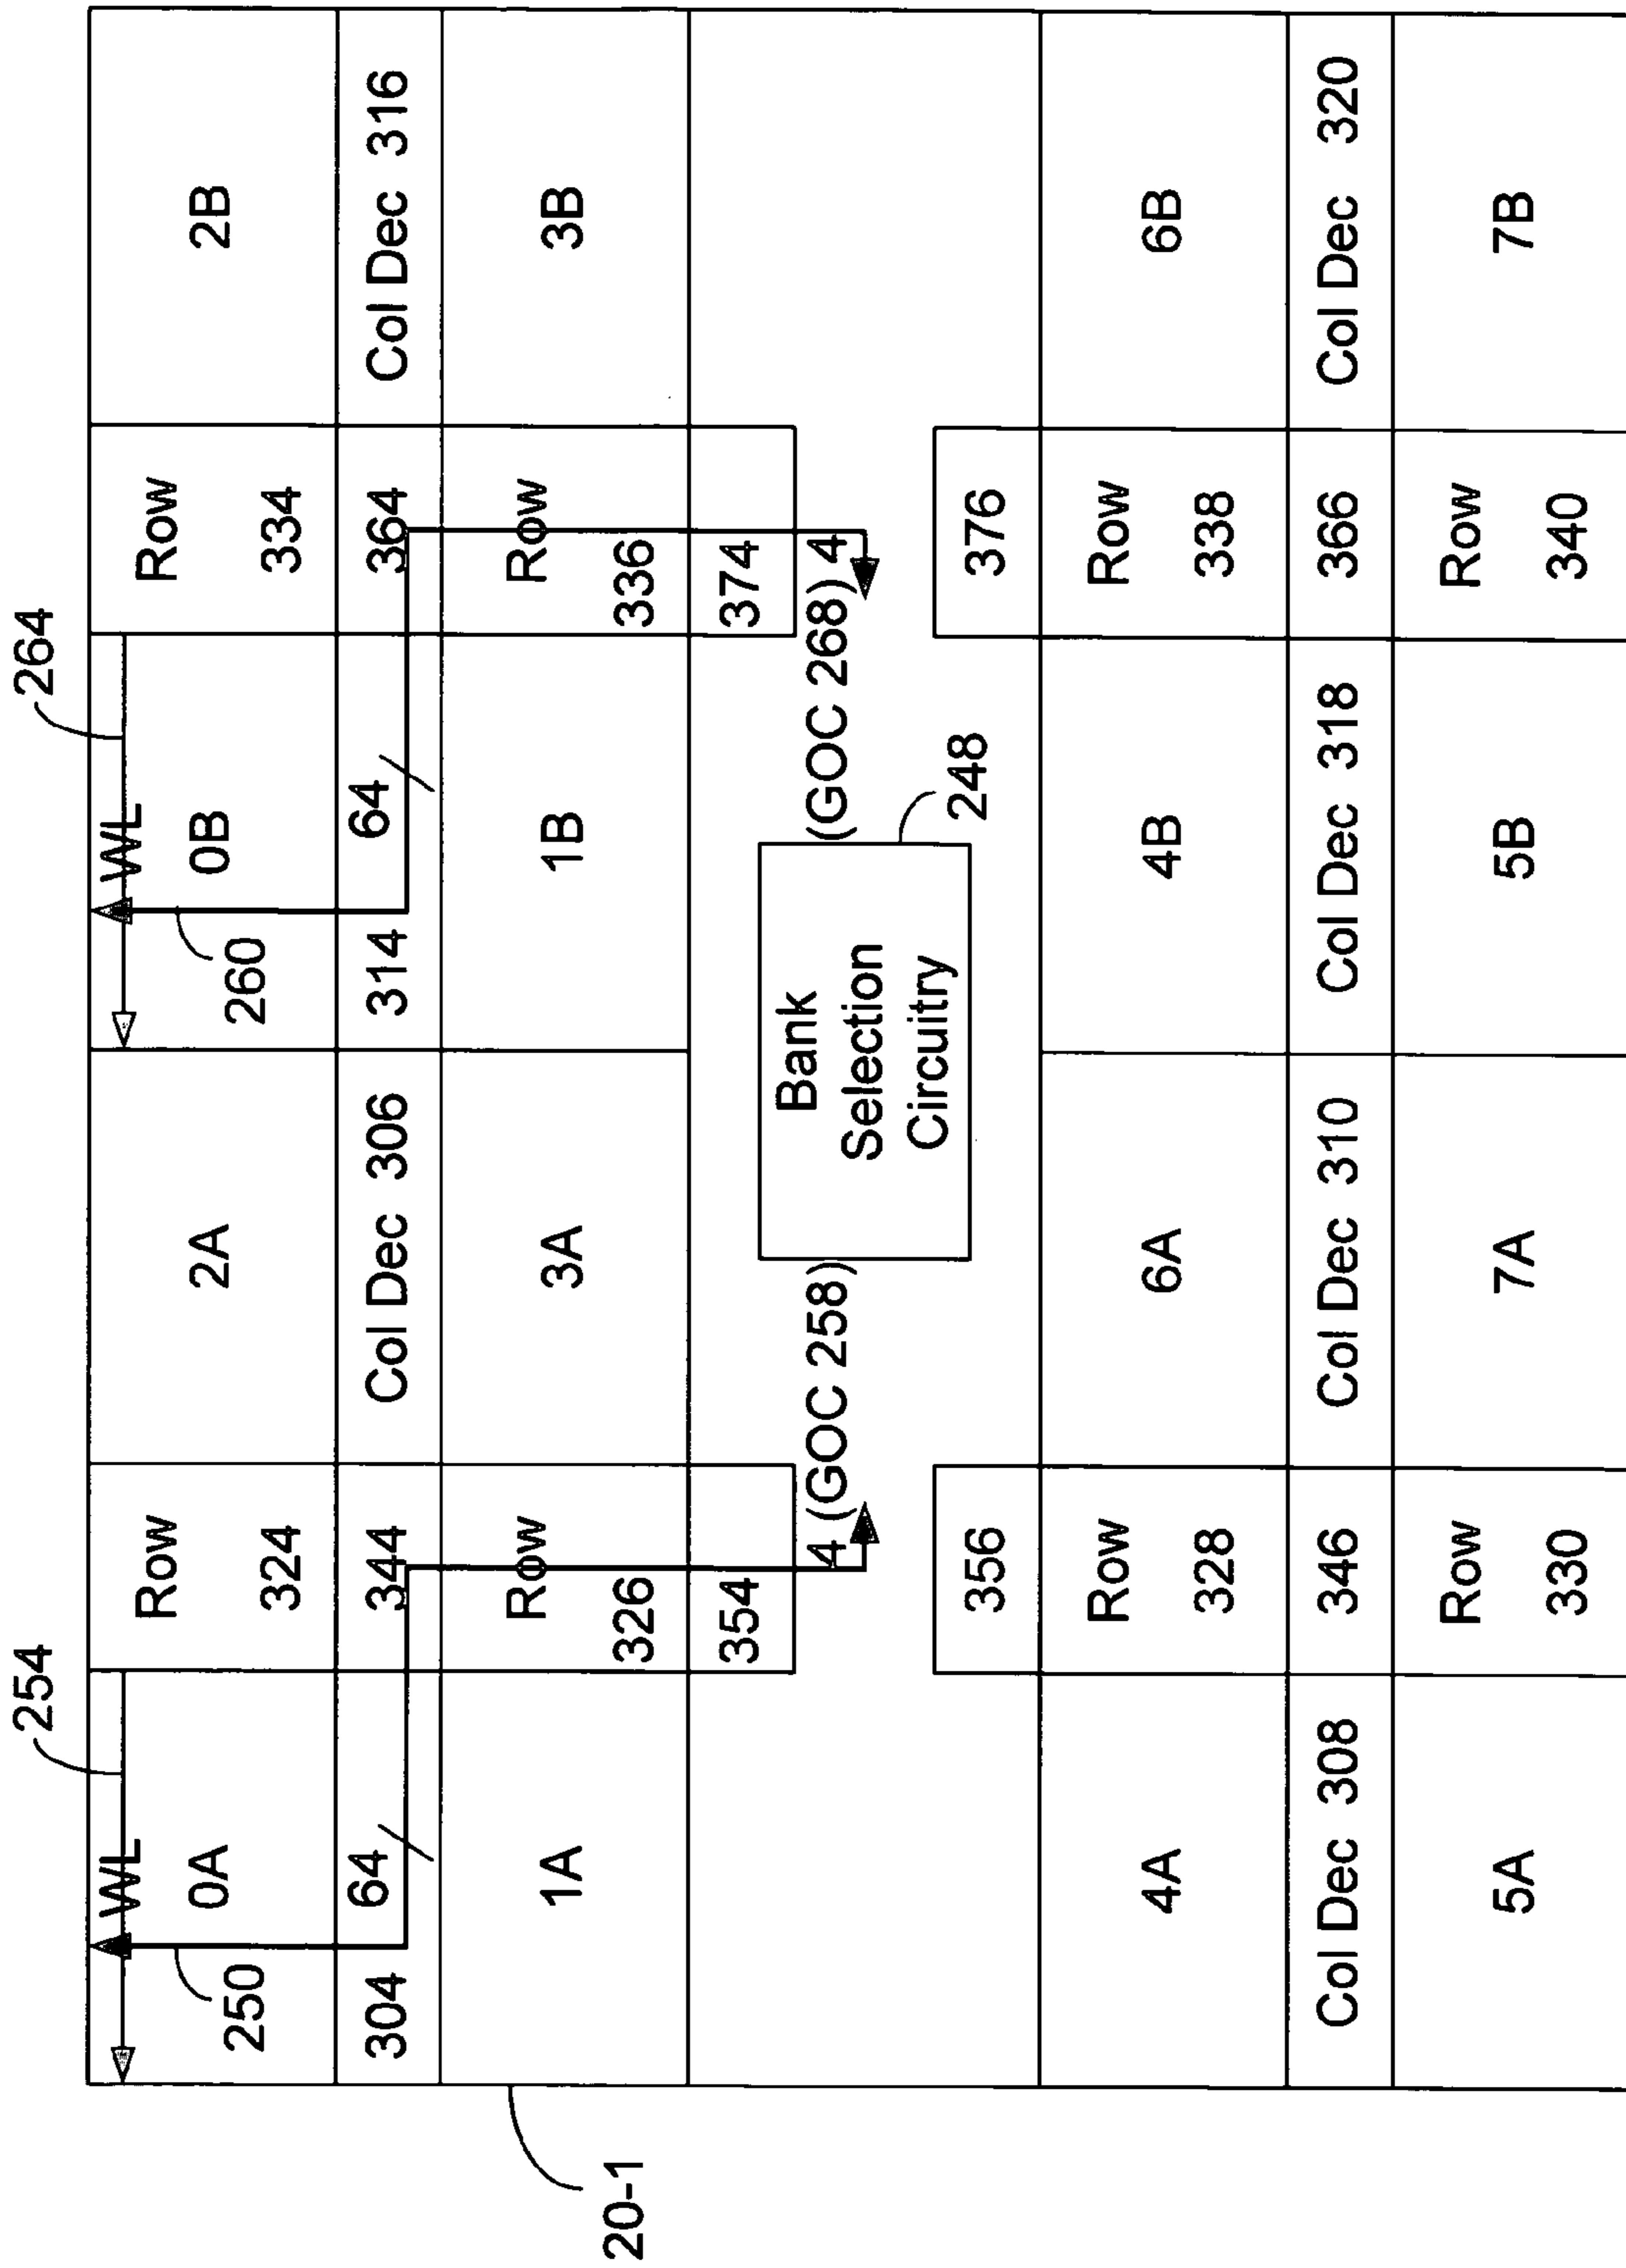 254
264
WL
WL
0A
Row
324
2A
0B
Row
334
2B
250
260
304
64
344
Col Dec 306
314
64
364
Col Dec 316
1A
Row
326
3A
1B
Row
336
3B
20-1
354
374
4 (GOC 258)
(GOC 268) 4
Bank
Selection
Circuitry
248
356
376
4A
Row
328
6A
4B
Row
338
6B
Col Dec 308
346
Col Dec 310
Col Dec 318
366
Col Dec 320
5A
Row
330
7A
5B
Row
340
7B